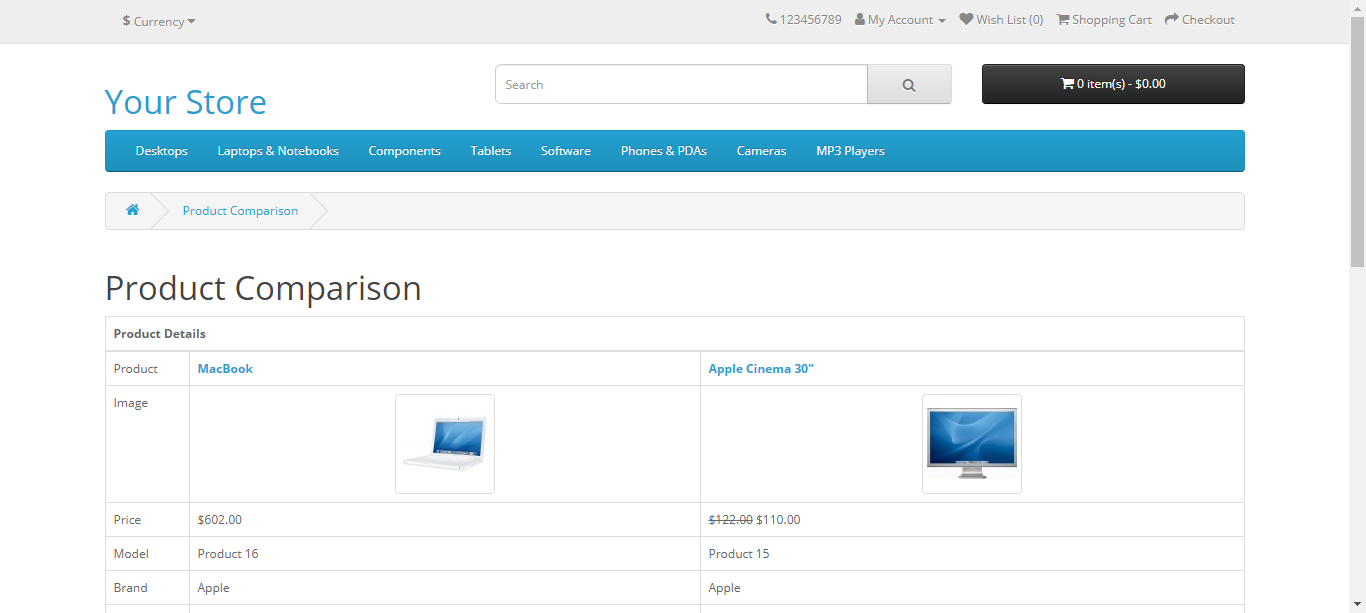 $ Currency
123456789 My Account Wish List (0) Shopping Cart Checkout
Your Store
Search
0 item(s) - $0.00
Desktops Laptops & Notebooks Components Tablets Software Phones & PDAs Cameras MP3 Players
Product Comparison
Product Comparison
Product Details
Product MacBook Apple Cinema 30"
Image
Price $602.00 $122.00 $110.00
Model Product 16 Product 15
Brand Apple Apple